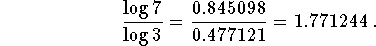 log 7 / log 3 = 0.845098 / 0.477121 = 1.771244 .